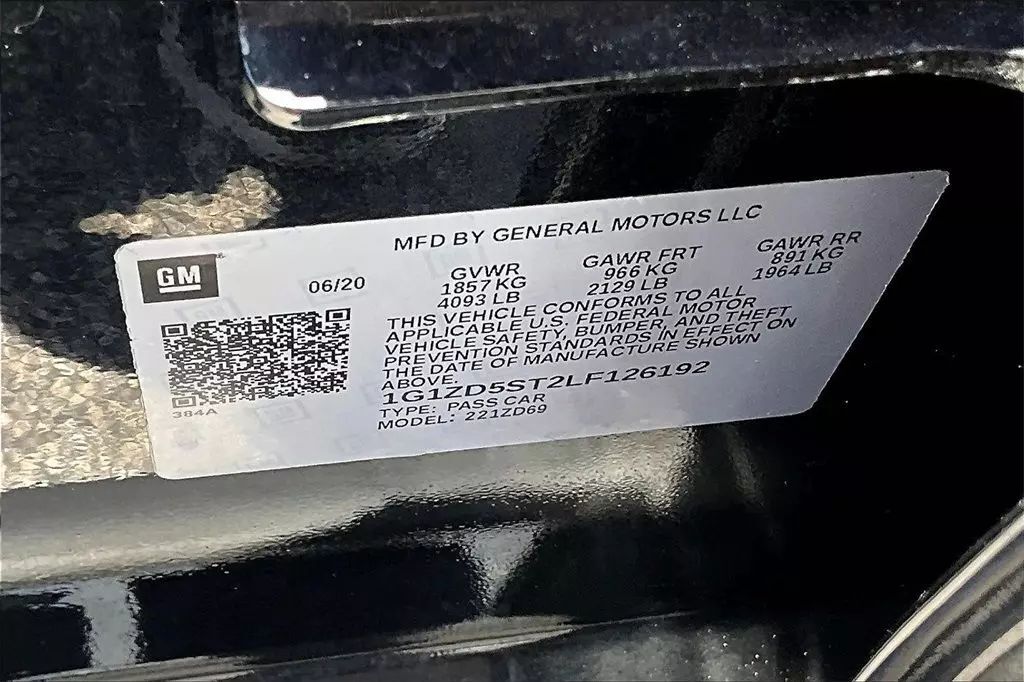 MFD BY GENERAL MOTORS LLC
GM
06/20
GVWR
1857 KG
4093 LB
GAWR FRT
966 KG
2129 LB
GAWR RR
891 KG
1964 LB
THIS VEHICLE CONFORMS TO ALL
APPLICABLE U.S. FEDERAL MOTOR
VEHICLE SAFETY, BUMPER, AND THEFT
PREVENTION STANDARDS IN EFFECT ON
THE DATE OF MANUFACTURE SHOWN
ABOVE.
1G1ZD5ST2LF126192
TYPE: PASS CAR
MODEL: 221ZD69
384A